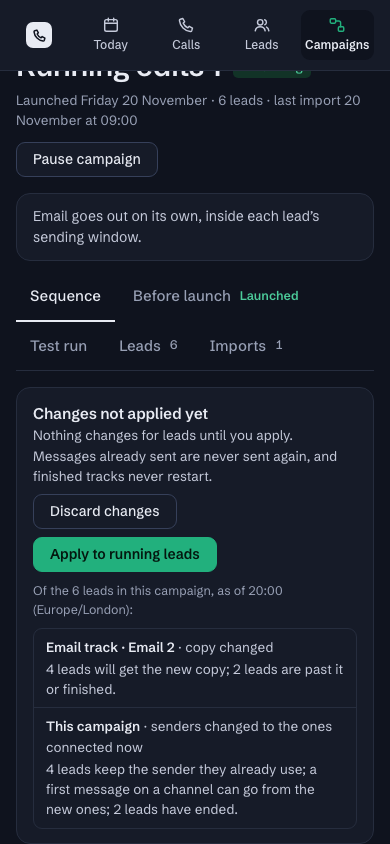 Today
Calls
Leads
Campaigns
Launched Friday 20 November · 6 leads · last import 20
November at 09:00
Pause campaign
Email goes out on its own, inside each lead’s
sending window.
Sequence
Before launch Launched
Test run
Leads 6
Imports 1
Changes not applied yet
Nothing changes for leads until you apply.
Messages already sent are never sent again, and
finished tracks never restart.
Discard changes
Apply to running leads
Of the 6 leads in this campaign, as of 20:00
(Europe/London):
Email track · Email 2 · copy changed
4 leads will get the new copy; 2 leads are past it
or finished.
This campaign · senders changed to the ones
connected now
4 leads keep the sender they already use; a
first message on a channel can go from the
new ones; 2 leads have ended.